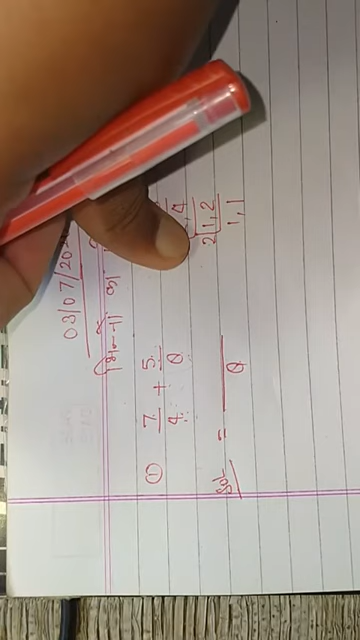 03/07/20
भिन्नों का
① 7/4 + 5/8
, 4
2|1, 2
1, 1
Sol = /8